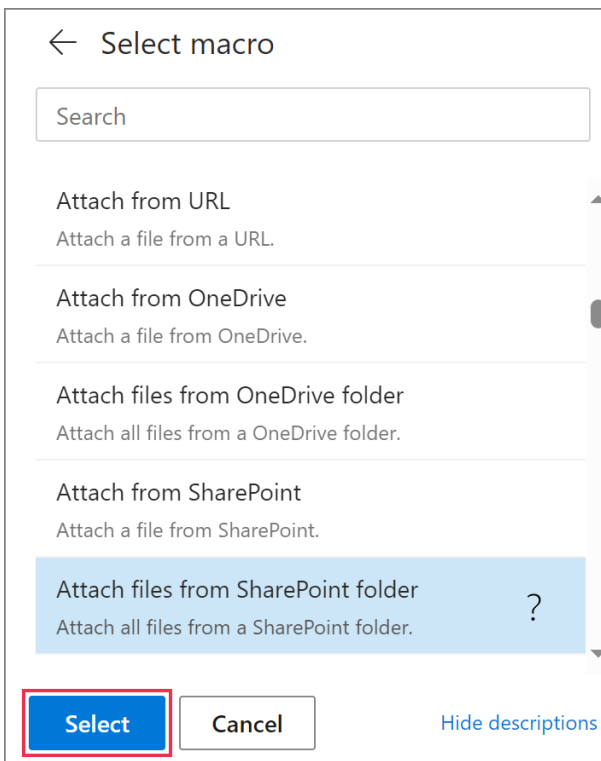 ← Select macro
Search
Attach from URL
Attach a file from a URL.
Attach from OneDrive
Attach a file from OneDrive.
Attach files from OneDrive folder
Attach all files from a OneDrive folder.
Attach from SharePoint
Attach a file from SharePoint.
Attach files from SharePoint folder
?
Attach all files from a SharePoint folder.
Select Cancel Hide descriptions